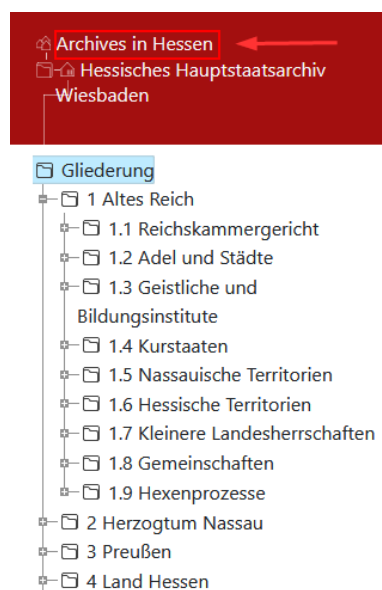 Archives in Hessen
Hessisches Hauptstaatsarchiv
Wiesbaden
Gliederung
1 Altes Reich
1.1 Reichskammergericht
1.2 Adel und Städte
1.3 Geistliche und
Bildungsinstitute
1.4 Kurstaaten
1.5 Nassauische Territorien
1.6 Hessische Territorien
1.7 Kleinere Landesherrschaften
1.8 Gemeinschaften
1.9 Hexenprozesse
2 Herzogtum Nassau
3 Preußen
4 Land Hessen